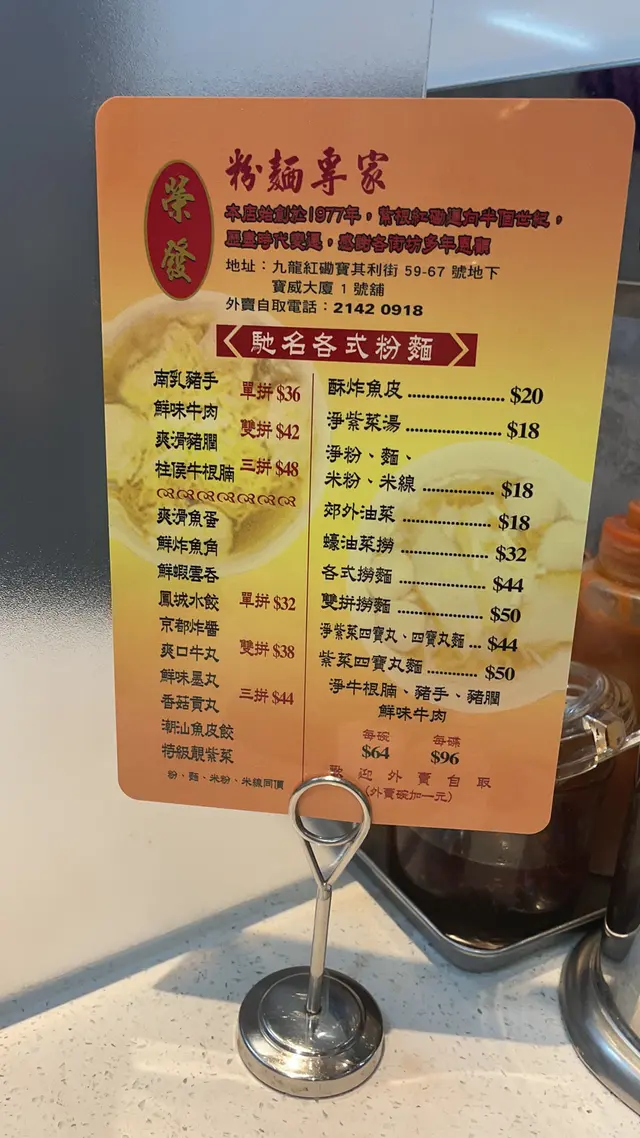 榮發
粉麵專家
本店始創於1977年，紮根紅磡邁向半個世紀，
歷盡時代變遷，感謝各街坊多年惠顧
地址：九龍紅磡寶其利街 59-67 號地下
寶威大廈 1 號舖
外賣自取電話：2142 0918
馳名各式粉麵
南乳豬手
鮮味牛肉
爽滑豬膶
柱侯牛根腩
單拼 $36
雙拼 $42
三拼 $48
爽滑魚蛋
鮮炸魚角
鮮蝦雲吞
鳳城水餃
京都炸醬
爽口牛丸
鮮味墨丸
香菇貢丸
潮汕魚皮餃
特級靚紫菜
單拼 $32
雙拼 $38
三拼 $44
粉、麵、米粉、米線同價
酥炸魚皮 ........................ $20
淨紫菜湯 ........................ $18
淨粉、麵、
米粉、米線 ................. $18
郊外油菜 ........................ $18
蠔油菜撈 ...................... $32
各式撈麵 ...................... $44
雙拼撈麵 ...................... $50
淨紫菜四寶丸、四寶丸麵 ... $44
紫菜四寶丸麵 ............ $50
淨牛根腩、豬手、豬膶
鮮味牛肉
每碗 每碟
$64 $96
歡迎外賣自取
(外賣碗加一元)